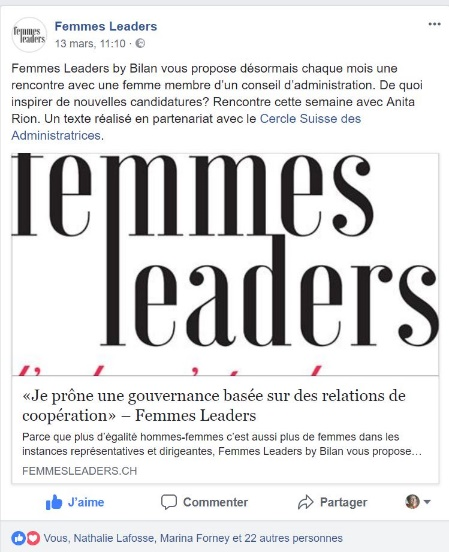 femmes
leaders
Femmes Leaders
13 mars, 11:10 ·
Femmes Leaders by Bilan vous propose désormais chaque mois une
rencontre avec une femme membre d'un conseil d'administration. De quoi
inspirer de nouvelles candidatures? Rencontre cette semaine avec Anita
Rion. Un texte réalisé en partenariat avec le Cercle Suisse des
Administratrices.
femmes
leaders
«Je prône une gouvernance basée sur des relations de
coopération» – Femmes Leaders
Parce que plus d'égalité hommes-femmes c'est aussi plus de femmes dans les
instances représentatives et dirigeantes, Femmes Leaders by Bilan vous propose…
FEMMESLEADERS.CH
J'aime Commenter Partager
Vous, Nathalie Lafosse, Marina Forney et 22 autres personnes